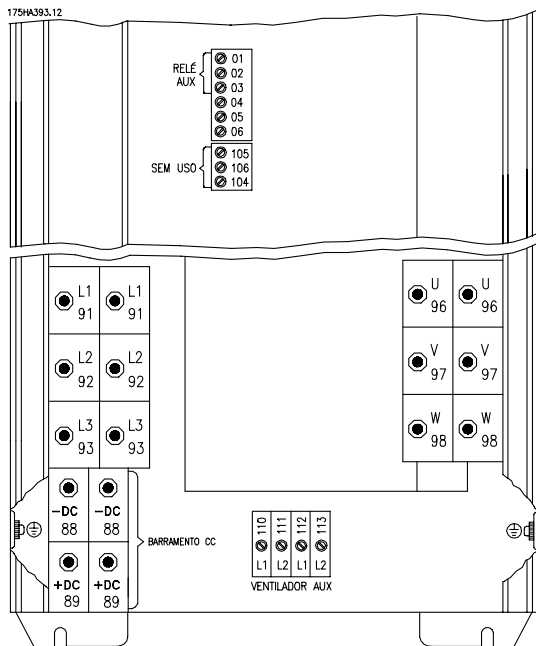 175HA393.12
RELÉ
AUX
01
02
03
04
05
06
SEM USO
105
106
104
L1
91
L1
91
L2
92
L2
92
L3
93
L3
93
−DC
88
−DC
88
+DC
89
+DC
89
BARRAMENTO CC
U
96
U
96
V
97
V
97
W
98
W
98
110
111
112
113
L1
L2
L1
L2
VENTILADOR AUX